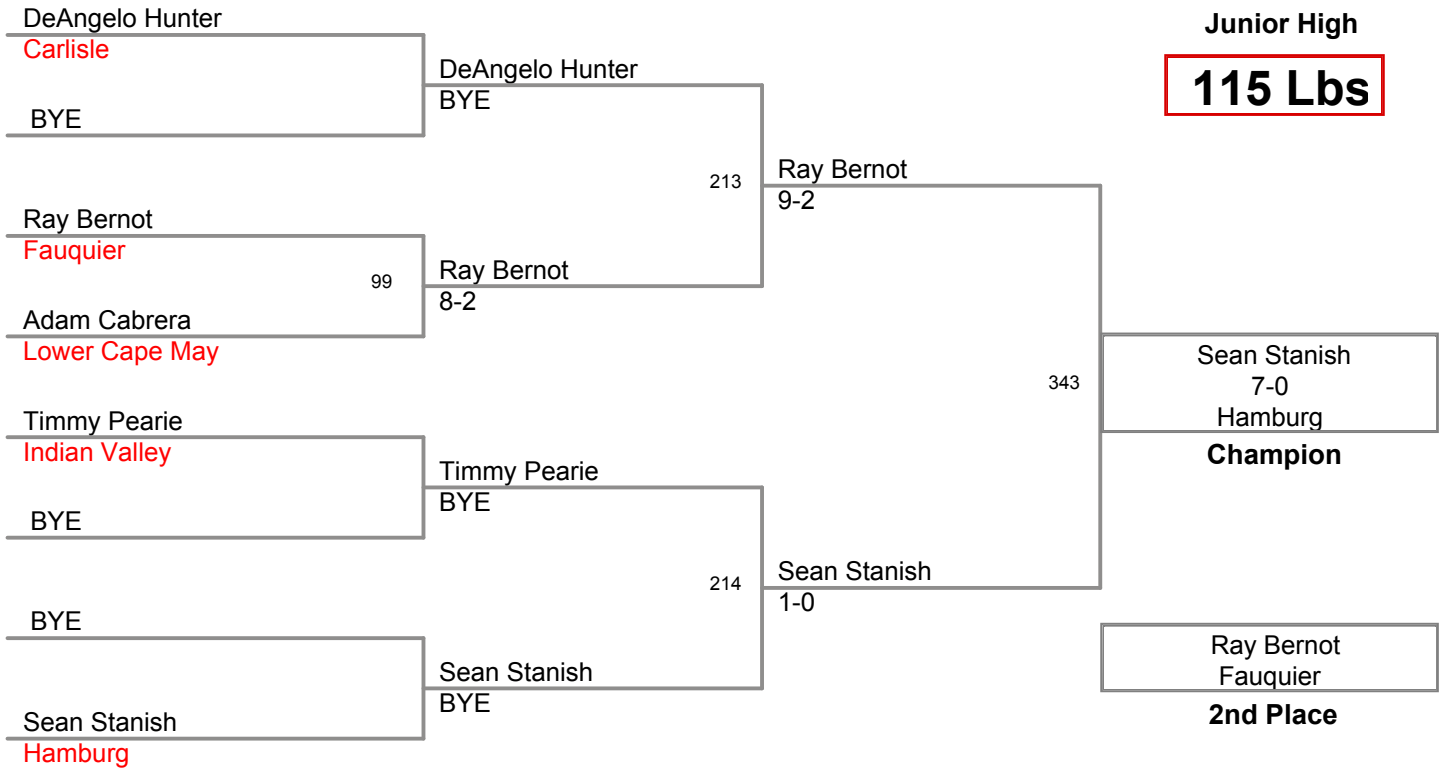 DeAngelo Hunter
Carlisle
BYE
Ray Bernot
Fauquier
99
Adam Cabrera
Lower Cape May
Timmy Pearie
Indian Valley
BYE
BYE
Sean Stanish
Hamburg
DeAngelo Hunter
BYE
213
Ray Bernot
8-2
Timmy Pearie
BYE
214
Sean Stanish
BYE
Ray Bernot
9-2
343
Sean Stanish
1-0
Junior High
115 Lbs
Sean Stanish
7-0
Hamburg
Champion
Ray Bernot
Fauquier
2nd Place